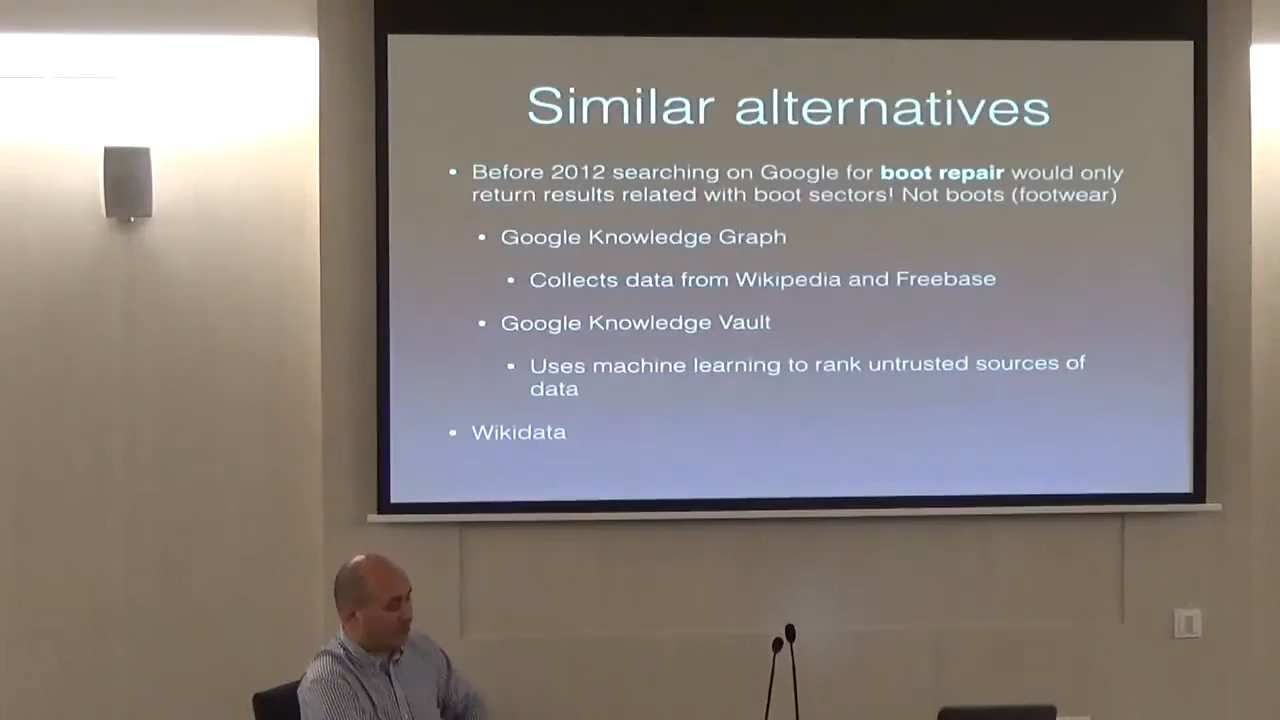 Similar alternatives
• Before 2012 searching on Google for boot repair would only
return results related with boot sectors! Not boots (footwear)
• Google Knowledge Graph
• Collects data from Wikipedia and Freebase
• Google Knowledge Vault
• Uses machine learning to rank untrusted sources of
data
• Wikidata